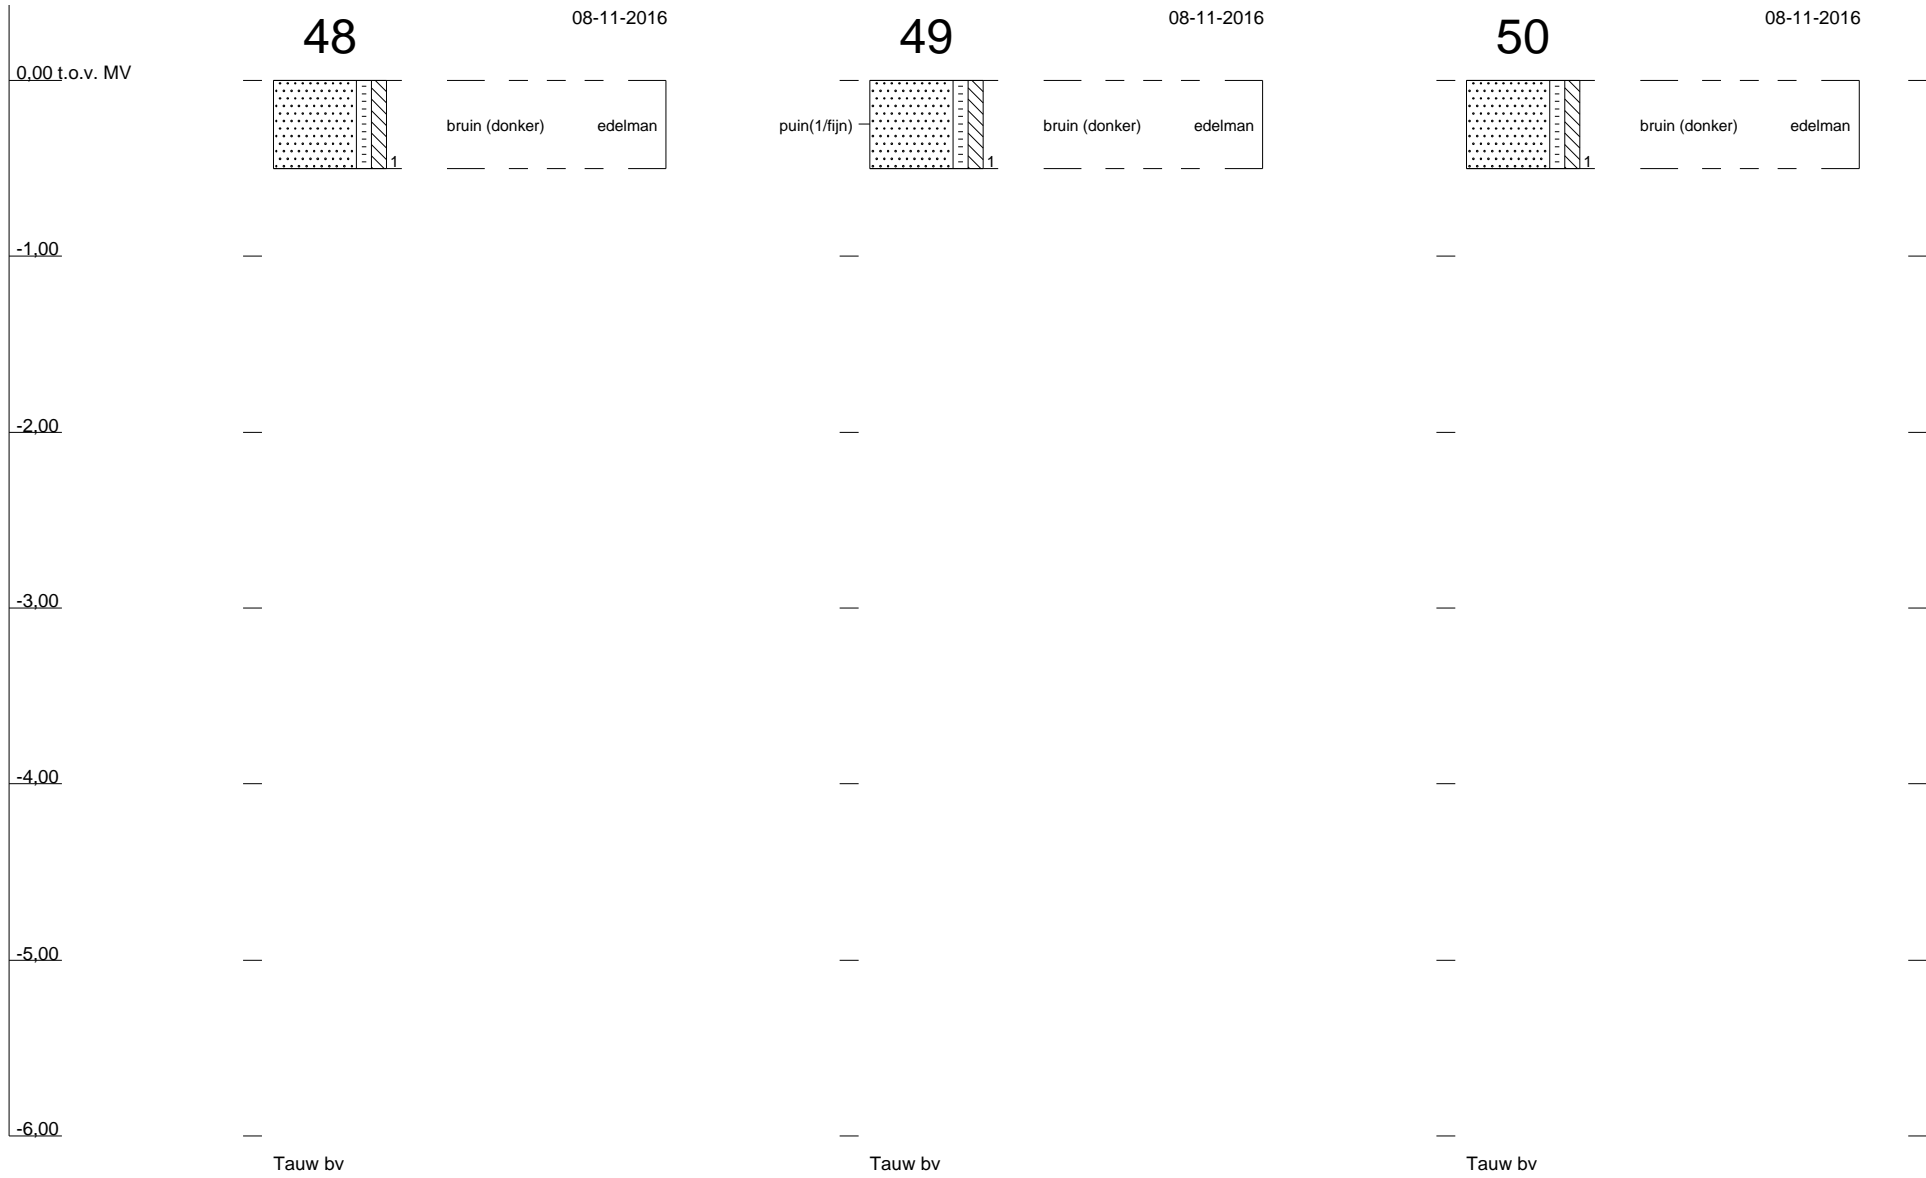 08-11-2016 08-11-2016 08-11-2016
48 49 50
0,00 t.o.v. MV
bruin (donker) edelman puin(1/fijn) bruin (donker) edelman bruin (donker) edelman
1 1 1
-1,00
-2,00
-3,00
-4,00
-5,00
-6,00
Tauw bv Tauw bv Tauw bv